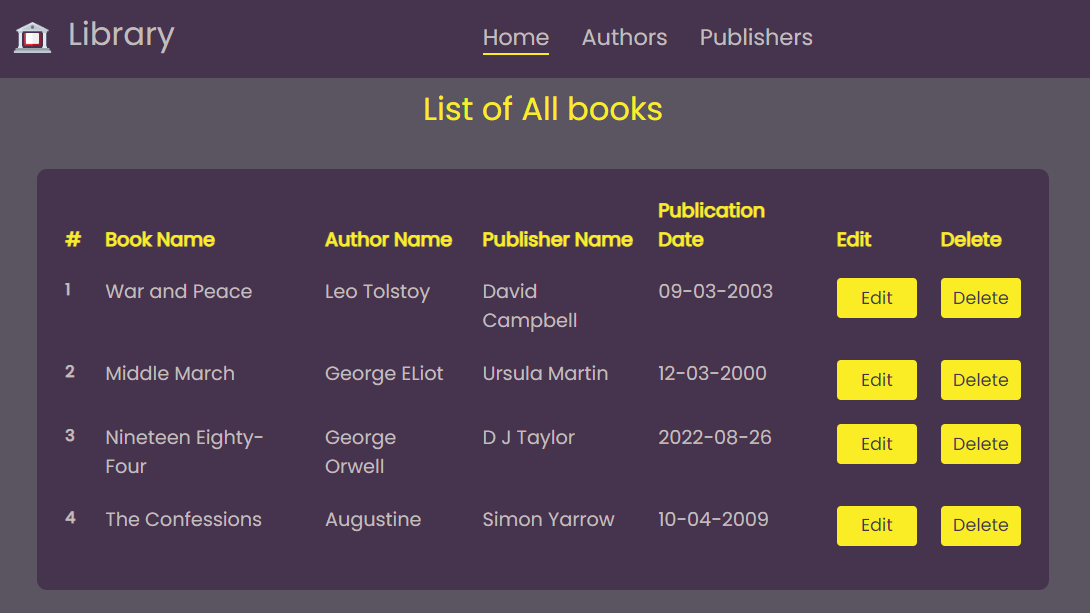 Library
Home Authors Publishers
List of All books
# Book Name Author Name Publisher Name Publication Date Edit Delete
1 War and Peace Leo Tolstoy David Campbell 09-03-2003 Edit Delete
2 Middle March George ELiot Ursula Martin 12-03-2000 Edit Delete
3 Nineteen Eighty-Four George Orwell D J Taylor 2022-08-26 Edit Delete
4 The Confessions Augustine Simon Yarrow 10-04-2009 Edit Delete